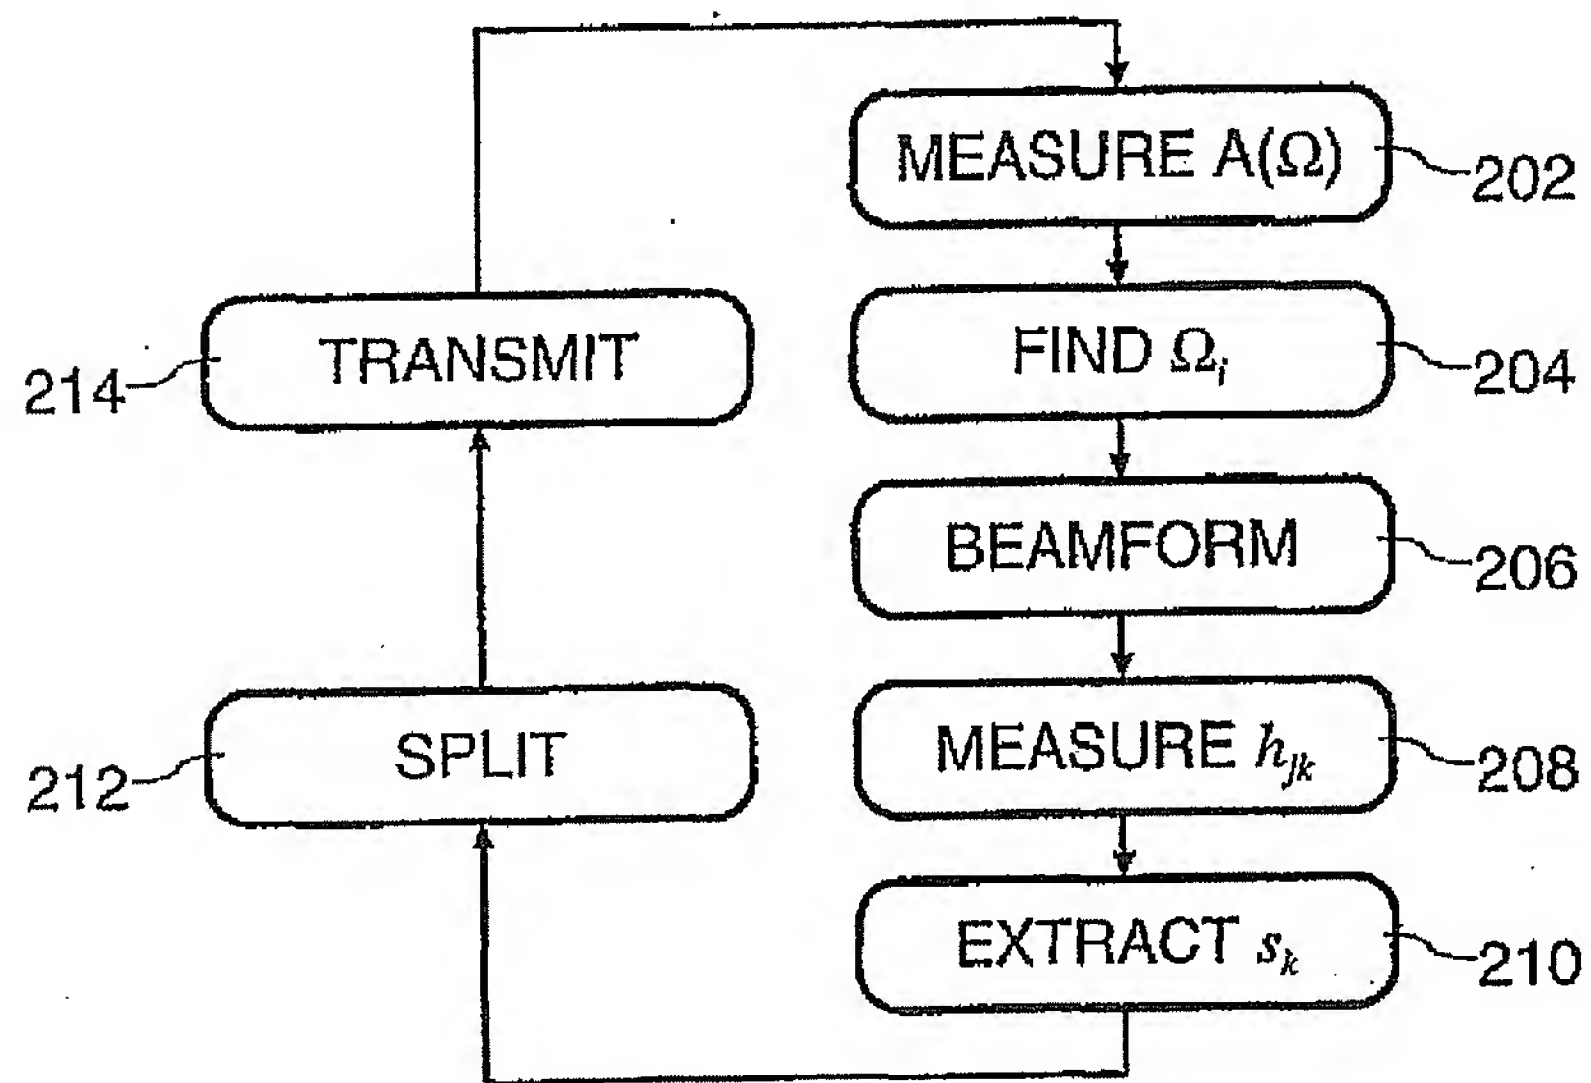 MEASURE A(Ω)
202
FIND Ωᵢ
204
BEAMFORM
206
MEASURE hⱼₖ
208
EXTRACT sₖ
210
SPLIT
212
TRANSMIT
214